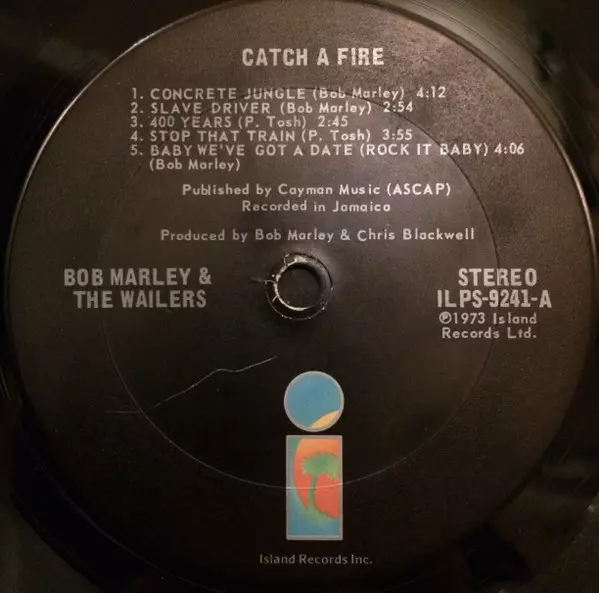 CATCH A FIRE
1. CONCRETE JUNGLE (Bob Marley) 4:12
2. SLAVE DRIVER (Bob Marley) 2:54
3. 400 YEARS (P. Tosh) 2:45
4. STOP THAT TRAIN (P. Tosh) 3:55
5. BABY WE'VE GOT A DATE (ROCK IT BABY) 4:06
(Bob Marley)
Published by Cayman Music (ASCAP)
Recorded in Jamaica
Produced by Bob Marley & Chris Blackwell
BOB MARLEY &
THE WAILERS
STEREO
ILPS-9241-A
℗1973 Island
Records Ltd.
i
Island Records Inc.